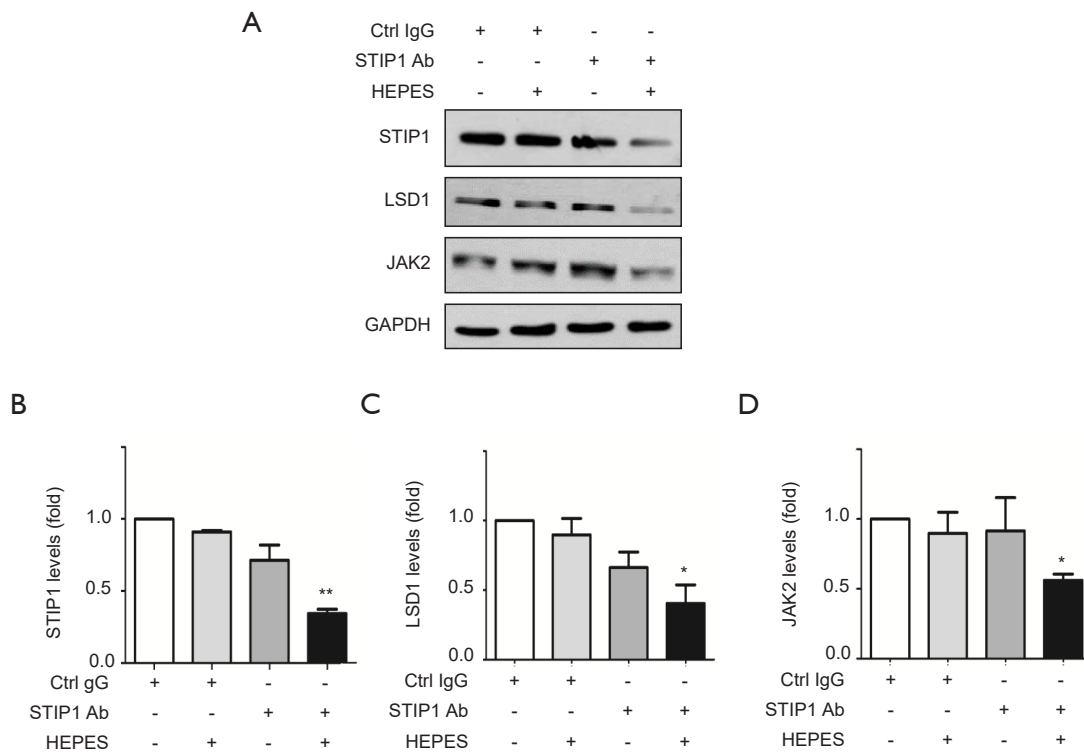 A
Ctrl IgG + + - -
STIP1 Ab - - + +
HEPES - + - +
STIP1
LSD1
JAK2
GAPDH
B
STIP1 levels (fold)
1.0
0.5
0.0
**
Ctrl gG + + - -
STIP1 Ab - - + +
HEPES - + - +
C
LSD1 levels (fold)
1.0
0.5
0.0
*
Ctrl IgG + + - -
STIP1 Ab - - + +
HEPES - + - +
D
JAK2 levels (fold)
1.0
0.5
0.0
*
Ctrl IgG + + - -
STIP1 Ab - - + +
HEPES - + - +